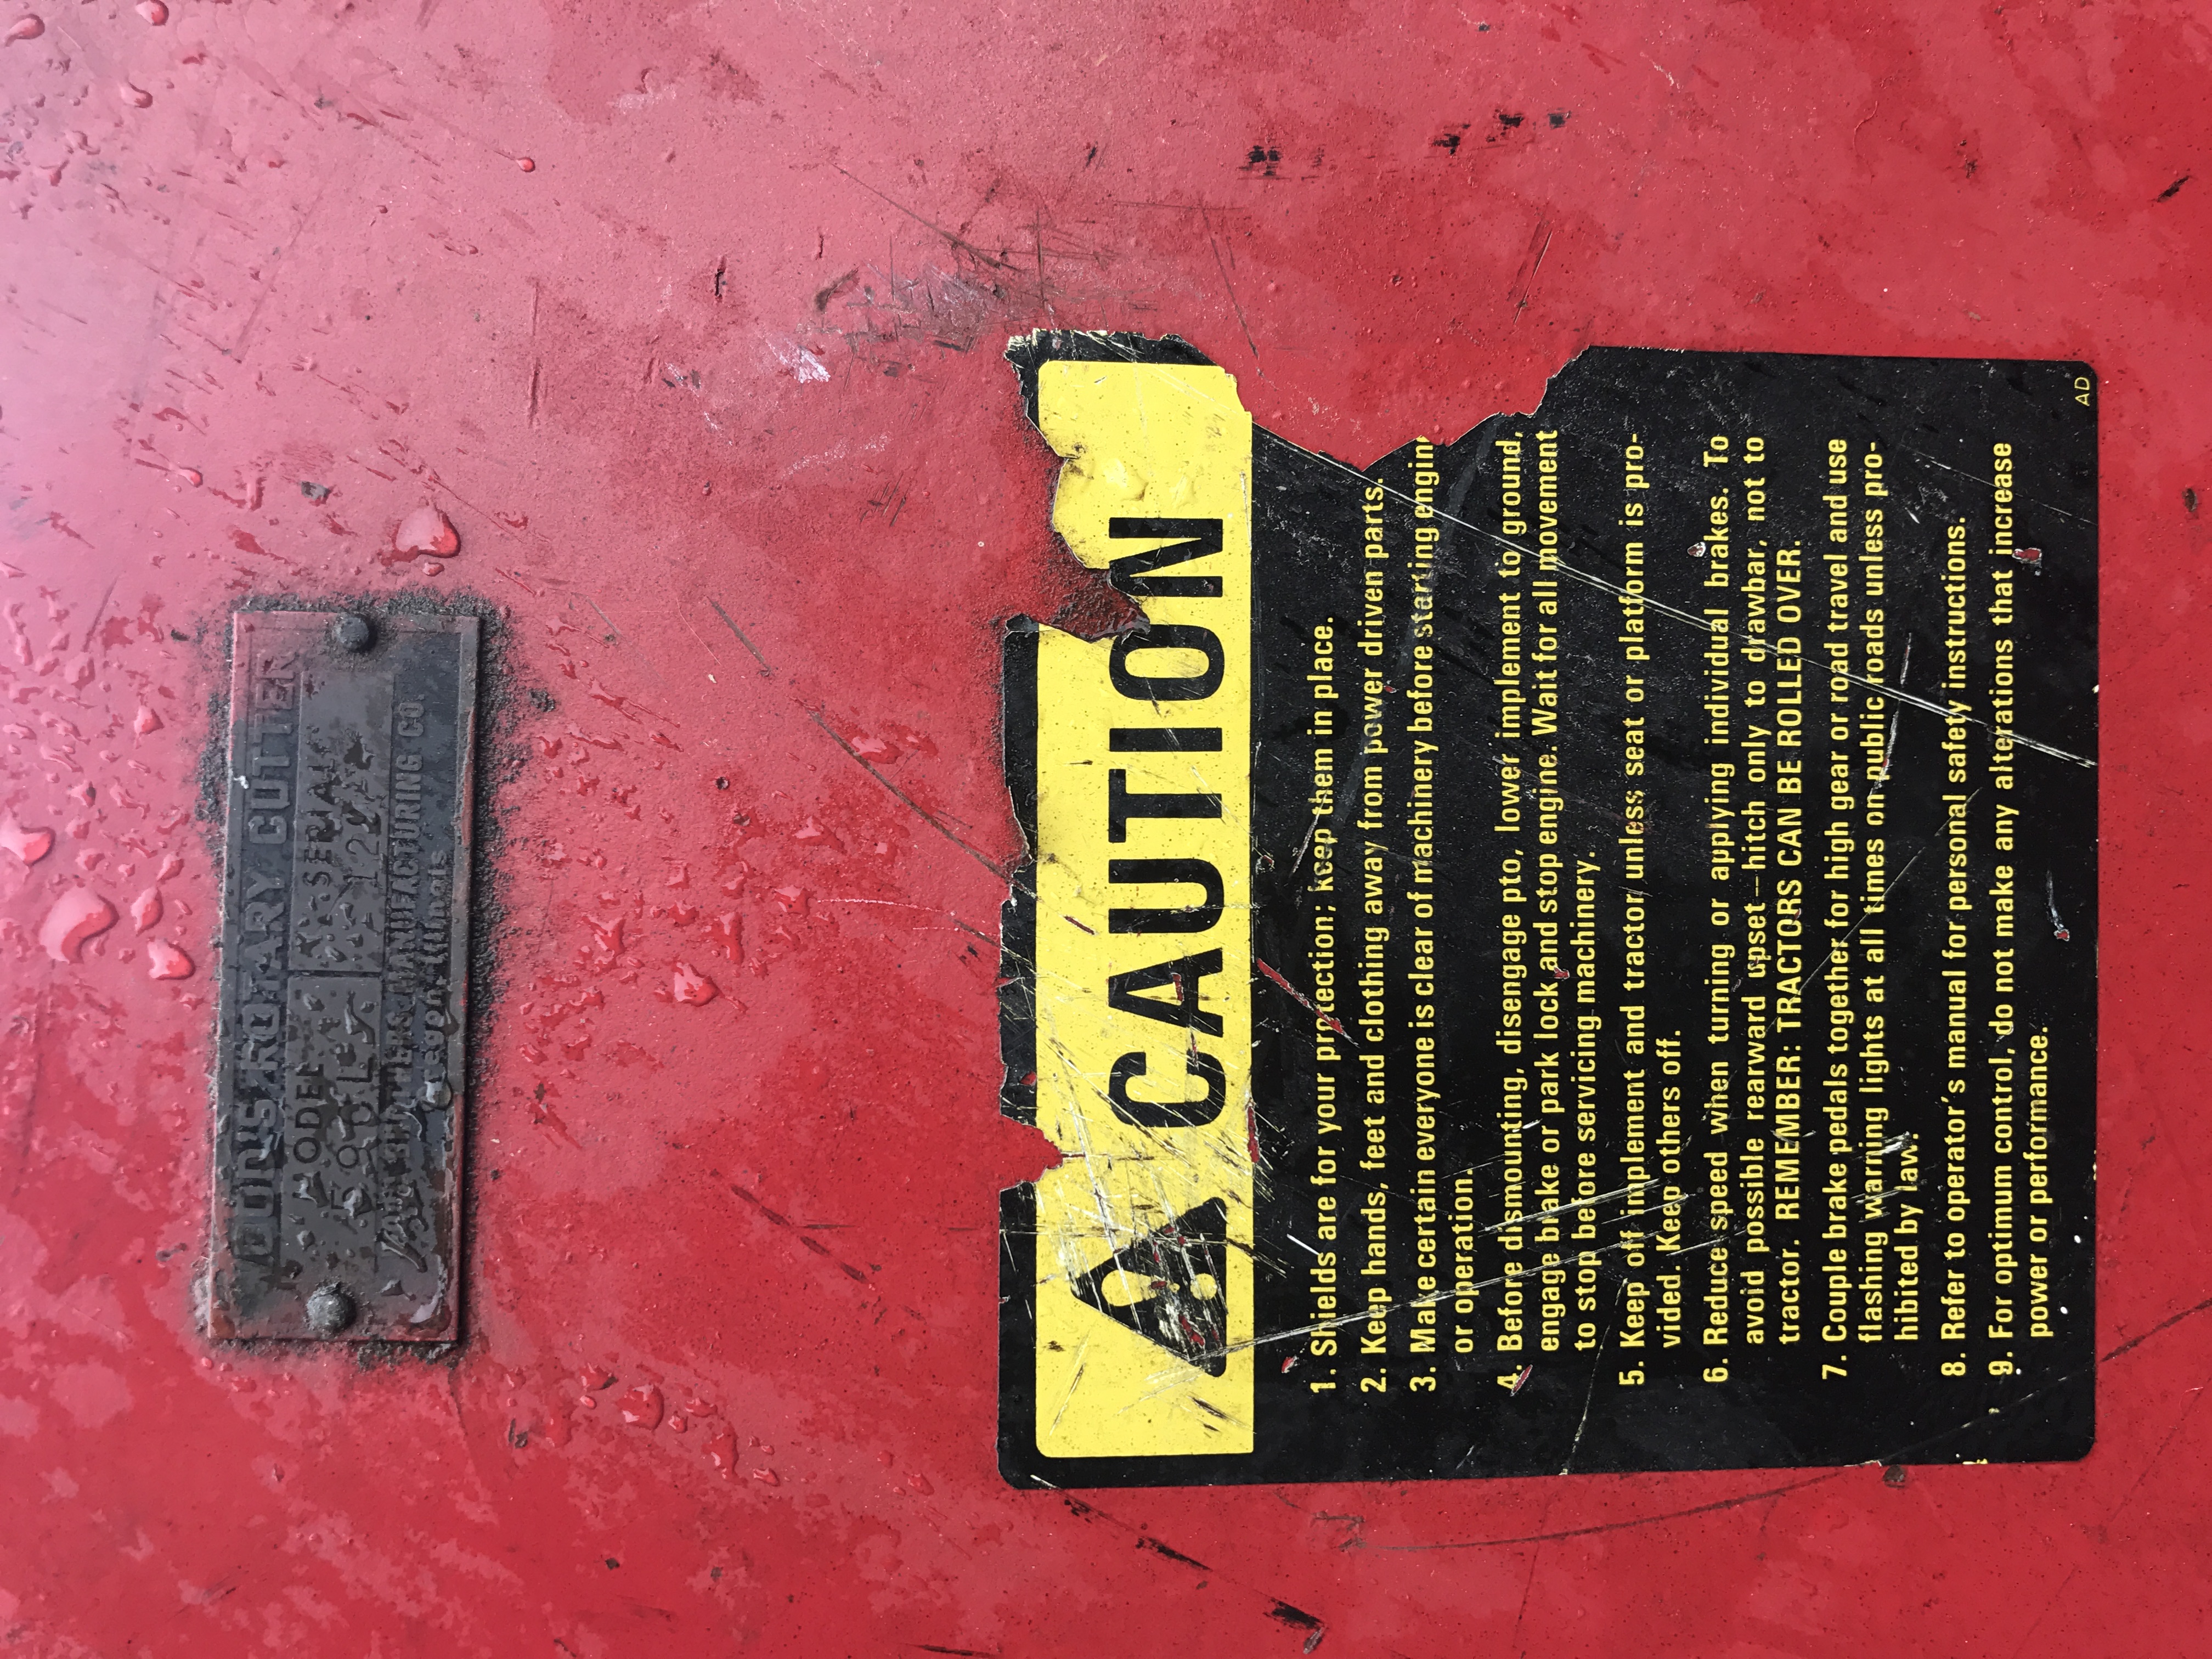 WOODS ROTARY CUTTER
MODEL SERIAL
MANUFACTURING CO.
Oregon, Illinois
CAUTION
1. Shields are for your protection; keep them in place.
2. Keep hands, feet and clothing away from power driven parts.
3. Make certain everyone is clear of machinery before starting engin
or operation.
4. Before dismounting, disengage pto, lower implement to ground,
engage brake or park lock, and stop engine. Wait for all movement
to stop before servicing machinery.
5. Keep off implement and tractor unless seat or platform is pro-
vided. Keep others off.
6. Reduce speed when turning or applying individual brakes. To
avoid possible rearward upset—hitch only to drawbar, not to
tractor. REMEMBER: TRACTORS CAN BE ROLLED OVER.
7. Couple brake pedals together for high gear or road travel and use
flashing warning lights at all times on public roads unless pro-
hibited by law.
8. Refer to operator's manual for personal safety instructions.
9. For optimum control, do not make any alterations that increase
power or performance.
AD